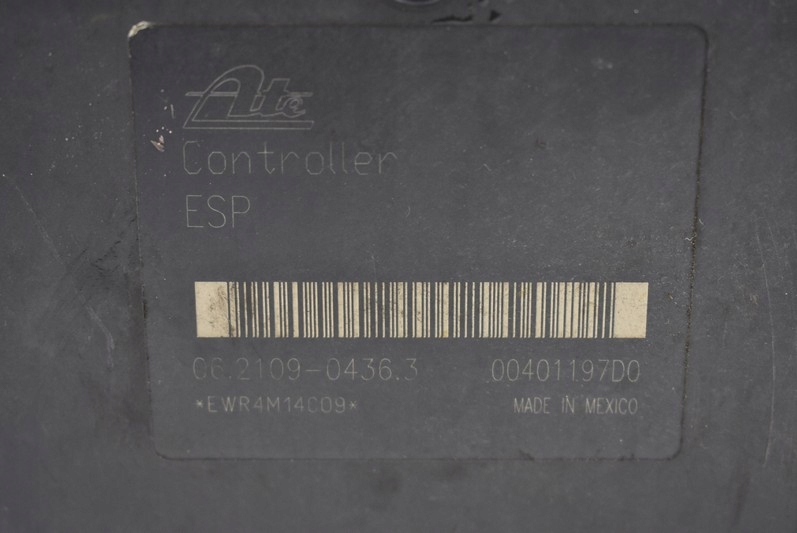 Ate
Controller
ESP
06.2109-0436.3 00401197D0
*EWR4M14C09* MADE IN MEXICO